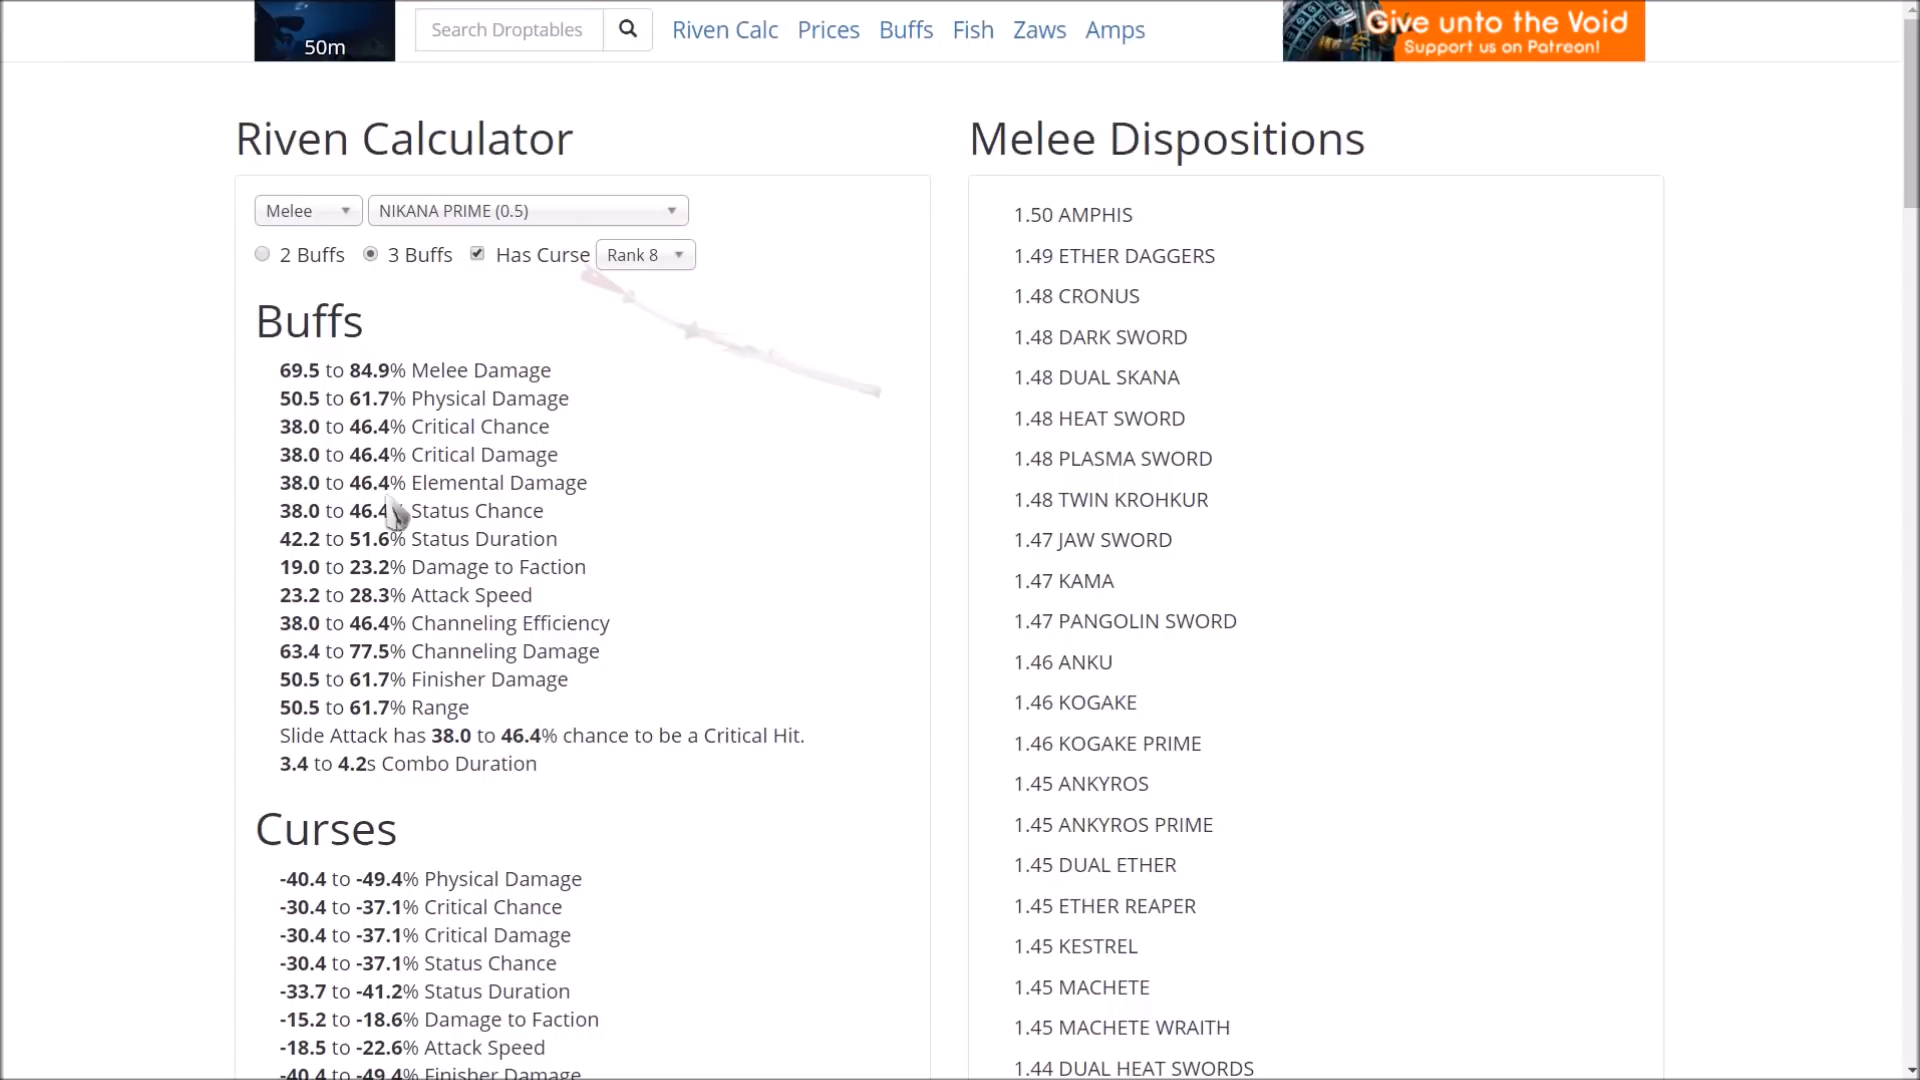 50m
Search Droptables
Riven Calc Prices Buffs Fish Zaws Amps
Give unto the Void
Support us on Patreon!
Riven Calculator
Melee NIKANA PRIME (0.5)
2 Buffs 3 Buffs Has Curse Rank 8
Buffs
69.5 to 84.9% Melee Damage
50.5 to 61.7% Physical Damage
38.0 to 46.4% Critical Chance
38.0 to 46.4% Critical Damage
38.0 to 46.4% Elemental Damage
38.0 to 46.4% Status Chance
42.2 to 51.6% Status Duration
19.0 to 23.2% Damage to Faction
23.2 to 28.3% Attack Speed
38.0 to 46.4% Channeling Efficiency
63.4 to 77.5% Channeling Damage
50.5 to 61.7% Finisher Damage
50.5 to 61.7% Range
Slide Attack has 38.0 to 46.4% chance to be a Critical Hit.
3.4 to 4.2s Combo Duration
Curses
-40.4 to -49.4% Physical Damage
-30.4 to -37.1% Critical Chance
-30.4 to -37.1% Critical Damage
-30.4 to -37.1% Status Chance
-33.7 to -41.2% Status Duration
-15.2 to -18.6% Damage to Faction
-18.5 to -22.6% Attack Speed
-40.4 to -49.4% Finisher Damage
Melee Dispositions
1.50 AMPHIS
1.49 ETHER DAGGERS
1.48 CRONUS
1.48 DARK SWORD
1.48 DUAL SKANA
1.48 HEAT SWORD
1.48 PLASMA SWORD
1.48 TWIN KROHKUR
1.47 JAW SWORD
1.47 KAMA
1.47 PANGOLIN SWORD
1.46 ANKU
1.46 KOGAKE
1.46 KOGAKE PRIME
1.45 ANKYROS
1.45 ANKYROS PRIME
1.45 DUAL ETHER
1.45 ETHER REAPER
1.45 KESTREL
1.45 MACHETE
1.45 MACHETE WRAITH
1.44 DUAL HEAT SWORDS